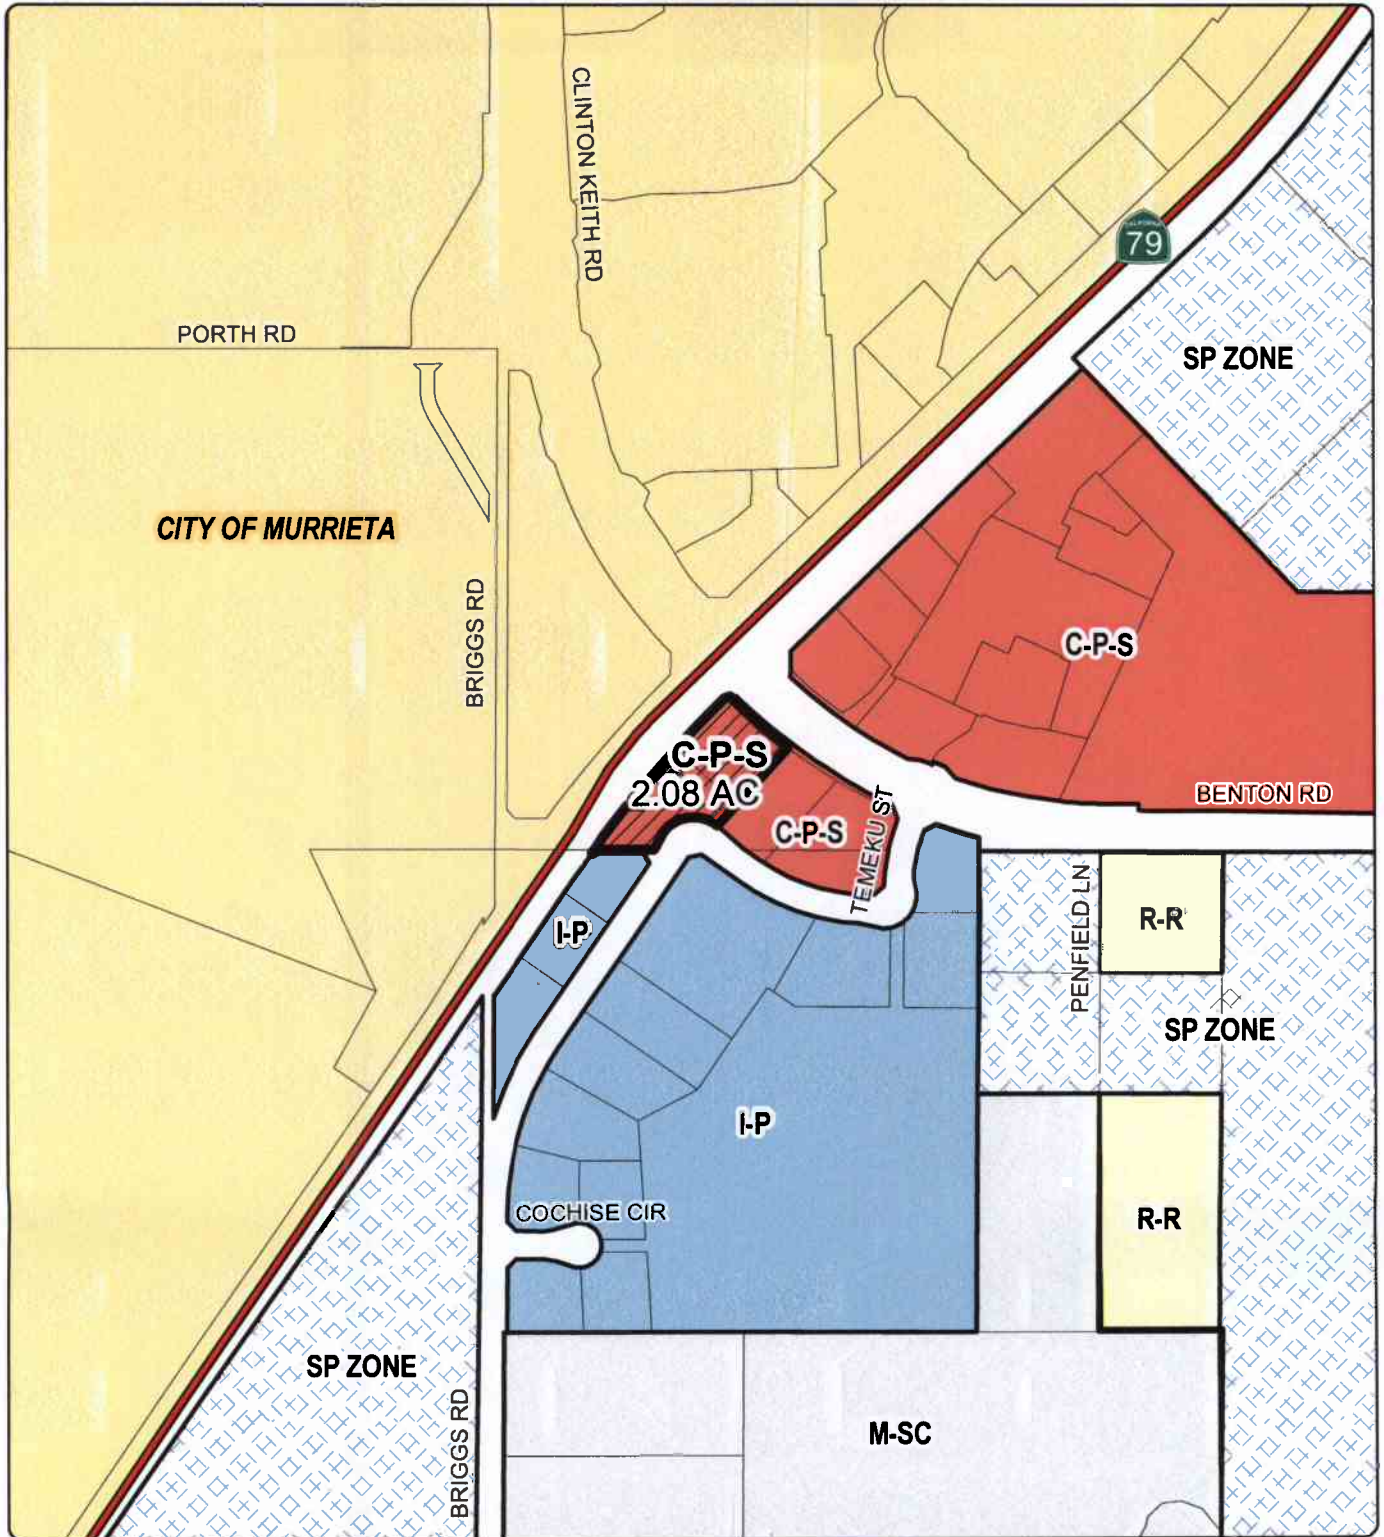 CLINTON KEITH RD
79
PORTH RD
SP ZONE
CITY OF MURRIETA
BRIGGS RD
C-P-S
C-P-S
2.08 AC
BENTON RD
C-P-S
TEMEKU ST
PENFIELD LN
R-R
I-P
SP ZONE
I-P
COCHISE CIR
R-R
SP ZONE
BRIGGS RD
M-SC